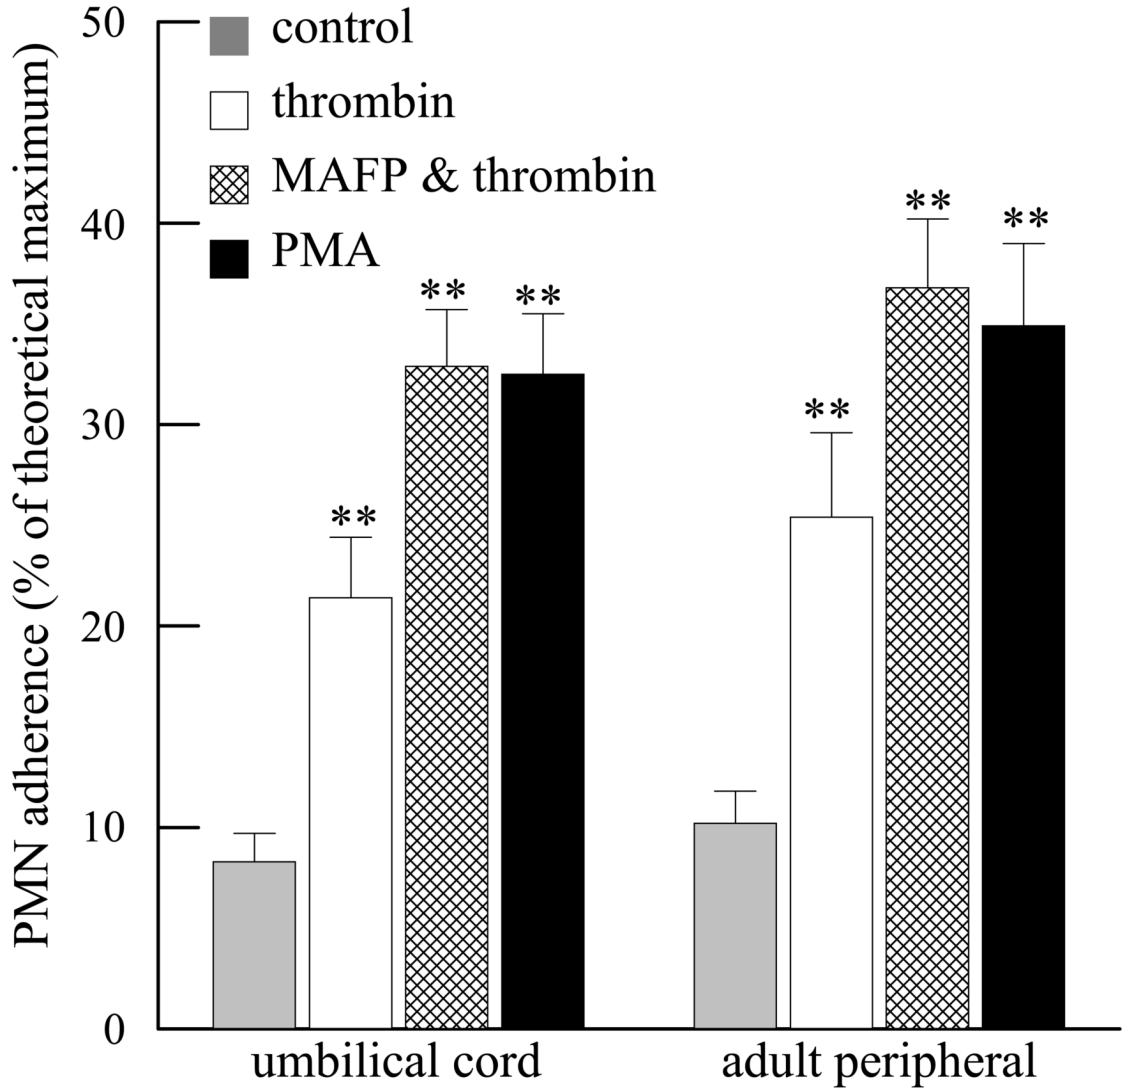 PMN adherence (% of theoretical maximum)
50
40
30
20
10
0
control
thrombin
MAFP & thrombin
PMA
**
**
**
**
**
**
umbilical cord
adult peripheral